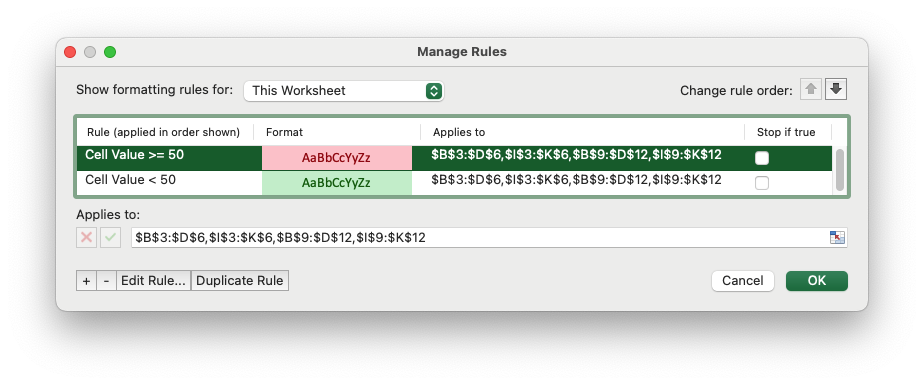 Manage Rules
Show formatting rules for: This Worksheet Change rule order:
Rule (applied in order shown) Format Applies to Stop if true
Cell Value >= 50 AaBbCcYyZz $B$3:$D$6,$I$3:$K$6,$B$9:$D$12,$I$9:$K$12
Cell Value < 50 AaBbCcYyZz $B$3:$D$6,$I$3:$K$6,$B$9:$D$12,$I$9:$K$12
Applies to:
$B$3:$D$6,$I$3:$K$6,$B$9:$D$12,$I$9:$K$12
+ - Edit Rule... Duplicate Rule Cancel OK